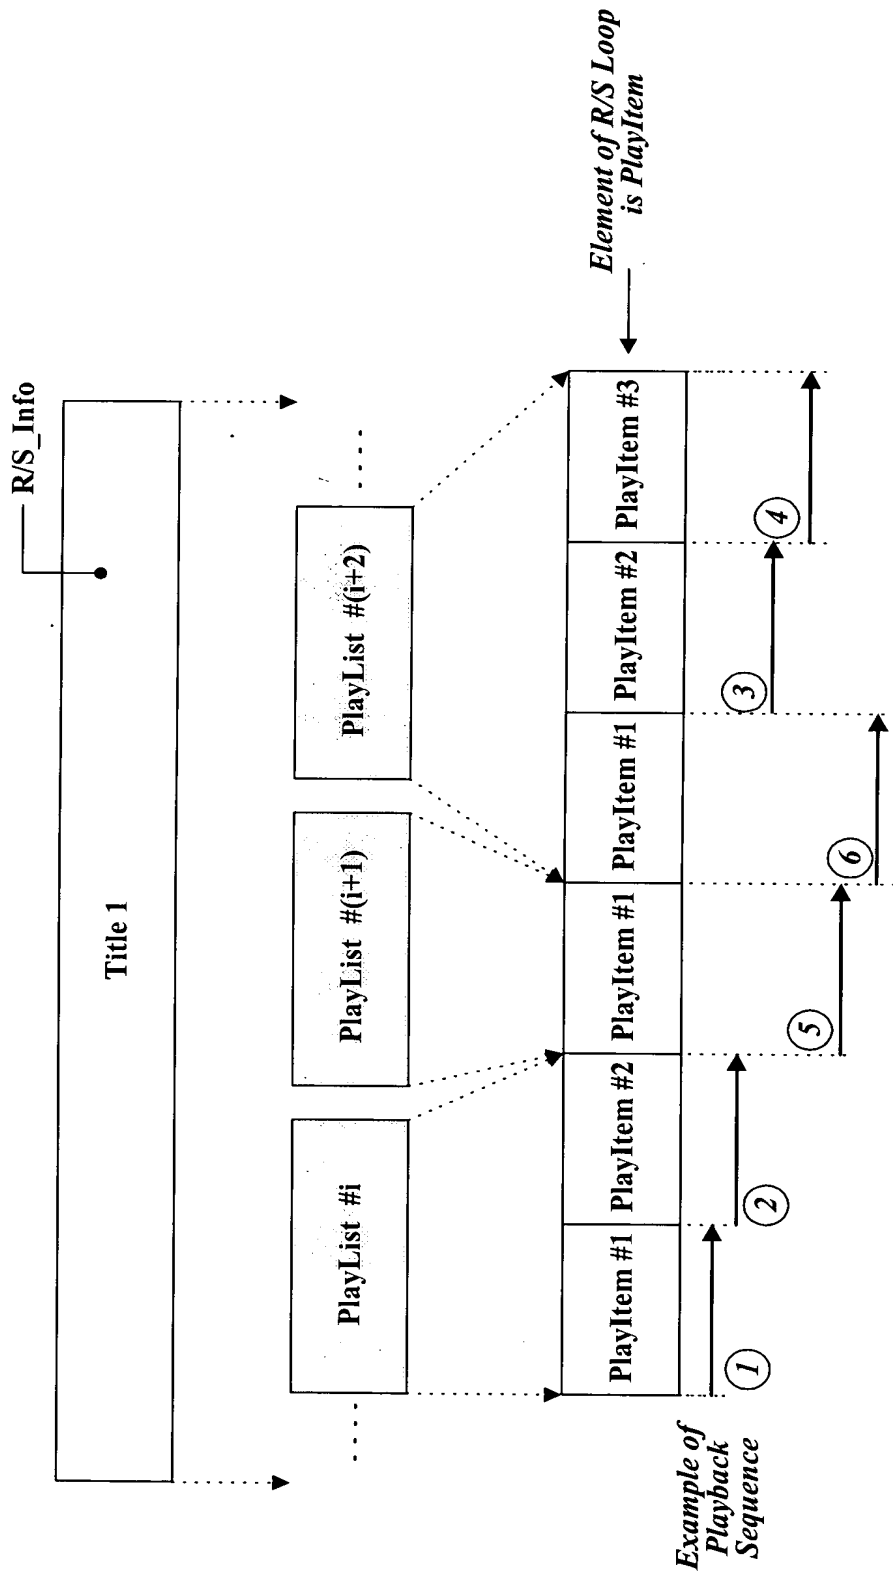 R/S_Info
Title 1
PlayList #i
PlayList #(i+1)
PlayList #(i+2)
Element of R/S Loop
is PlayItem
PlayItem #1
PlayItem #2
PlayItem #1
PlayItem #1
PlayItem #2
PlayItem #3
Example of
Playback
Sequence
1
2
5
6
3
4